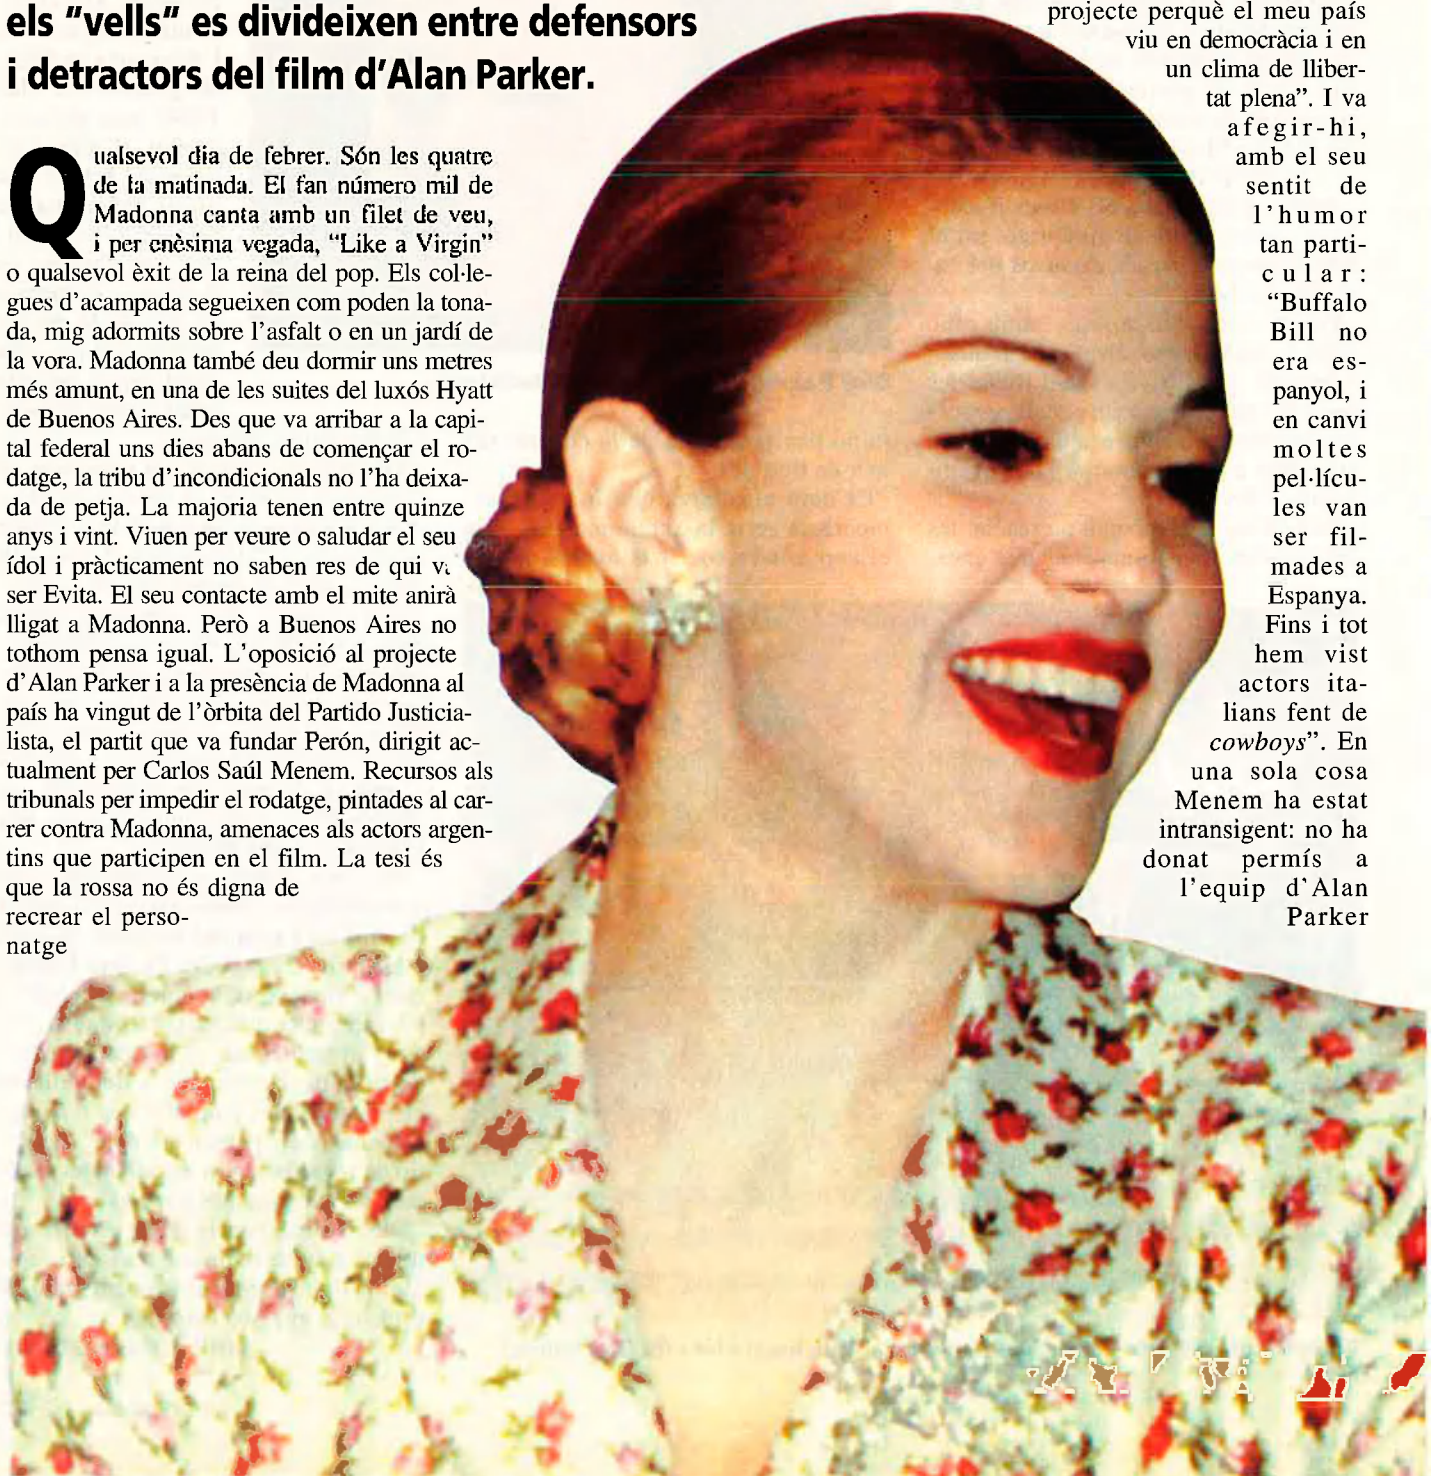 els "vells" es divideixen entre defensors
i detractors del film d'Alan Parker.
Qualsevol dia de febrer. Són les quatre
de la matinada. El fan número mil de
Madonna canta amb un filet de veu,
i per enèsima vegada, “Like a Virgin”
o qualsevol èxit de la reina del pop. Els col·le-
gues d’acampada segueixen com poden la tona-
da, mig adormits sobre l’asfalt o en un jardí de
la vora. Madonna també deu dormir uns metres
més amunt, en una de les suites del luxós Hyatt
de Buenos Aires. Des que va arribar a la capi-
tal federal uns dies abans de començar el ro-
datge, la tribu d’incondicionals no l’ha deixa-
da de petja. La majoria tenen entre quinze
anys i vint. Viuen per veure o saludar el seu
ídol i pràcticament no saben res de qui va
ser Evita. El seu contacte amb el mite anirà
lligat a Madonna. Però a Buenos Aires no
tothom pensa igual. L’oposició al projecte
d’Alan Parker i a la presència de Madonna al
país ha vingut de l’òrbita del Partido Justicia-
lista, el partit que va fundar Perón, dirigit ac-
tualment per Carlos Saúl Menem. Recursos als
tribunals per impedir el rodatge, pintades al car-
rer contra Madonna, amenaces als actors argen-
tins que participen en el film. La tesi és
que la rossa no és digna de
recrear el perso-
natge
projecte perquè el meu país
viu en democràcia i en
un clima de lliber-
tat plena”. I va
afegir-hi,
amb el seu
sentit de
l’humor
tan parti-
cular:
“Buffalo
Bill no
era es-
panyol, i
en canvi
moltes
pel·lícu-
les van
ser fil-
mades a
Espanya.
Fins i tot
hem vist
actors ita-
lians fent de
cowboys”. En
una sola cosa
Menem ha estat
intransigent: no ha
donat permís a
l’equip d’Alan
Parker